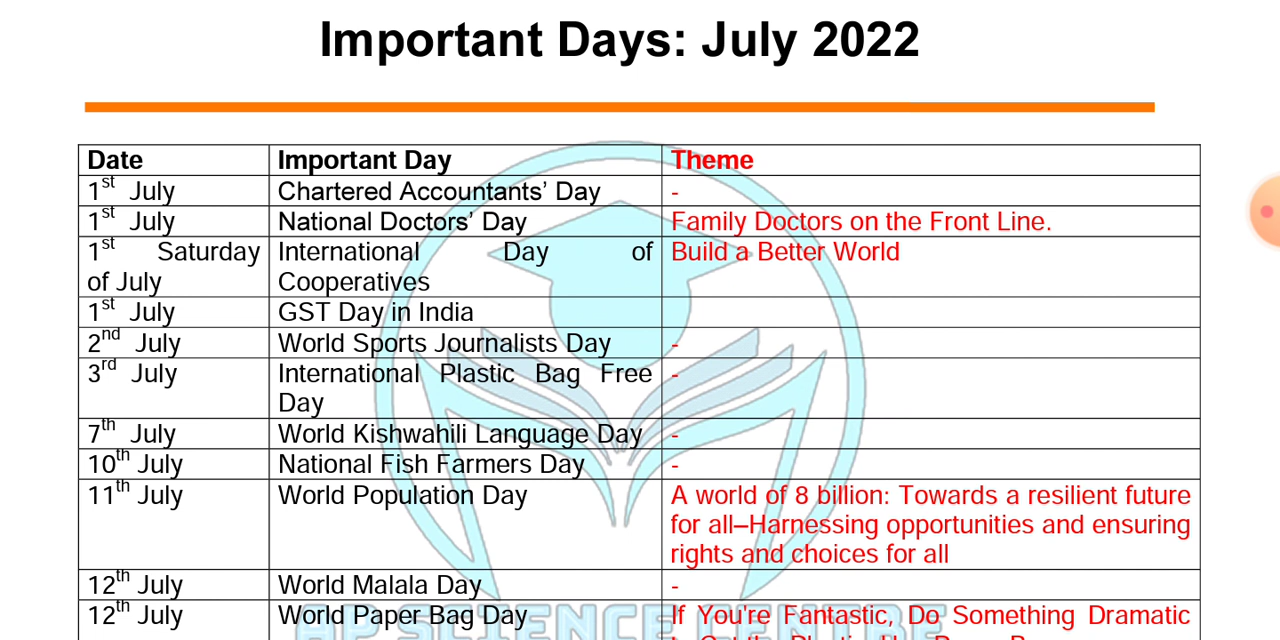 Important Days: July 2022
Date Important Day Theme
1st July Chartered Accountants’ Day -
1st July National Doctors’ Day Family Doctors on the Front Line.
1st Saturday International Day of Build a Better World
of July Cooperatives
1st July GST Day in India
2nd July World Sports Journalists Day -
3rd July International Plastic Bag Free -
Day
7th July World Kishwahili Language Day -
10th July National Fish Farmers Day -
11th July World Population Day A world of 8 billion: Towards a resilient future
for all–Harnessing opportunities and ensuring
rights and choices for all
12th July World Malala Day -
12th July World Paper Bag Day If You're Fantastic, Do Something Dramatic
AP SCIENCE CENTRE